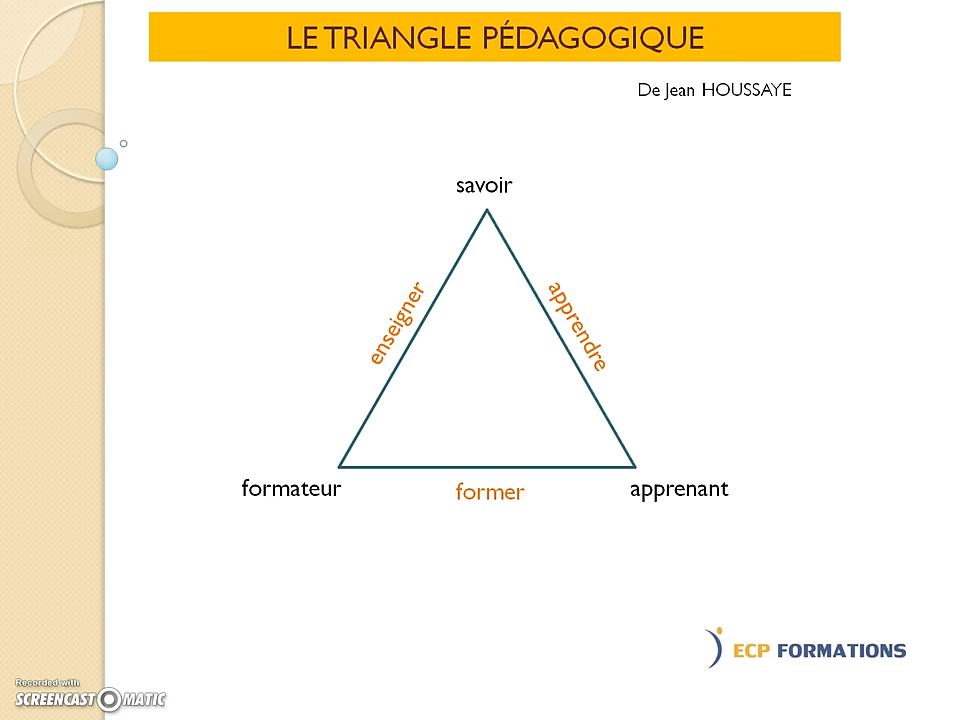 LE TRIANGLE PÉDAGOGIQUE
De Jean HOUSSAYE
savoir
enseigner
apprendre
formateur
former
apprenant
ECP FORMATIONS
Recorded with
SCREENCAST MATIC